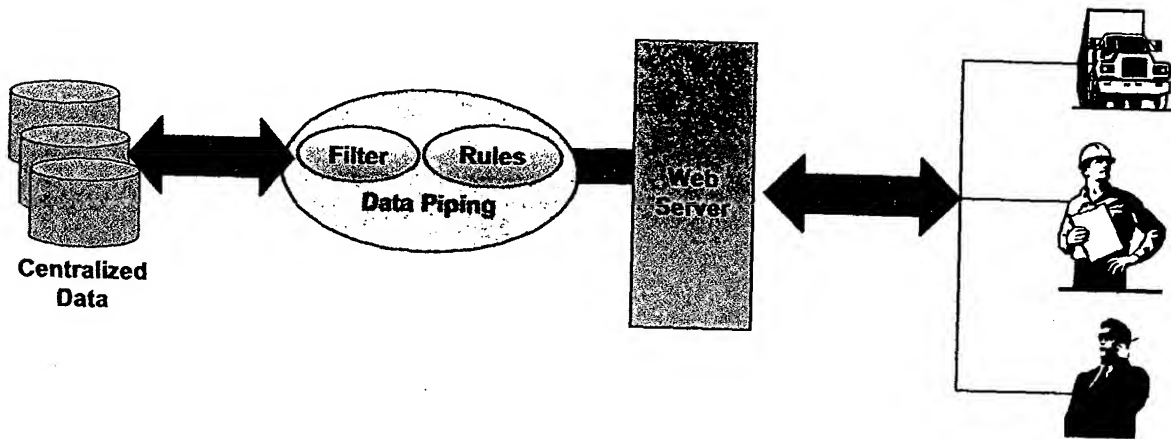 Filter
Rules
Data Piping
Web
Server
Centralized
Data